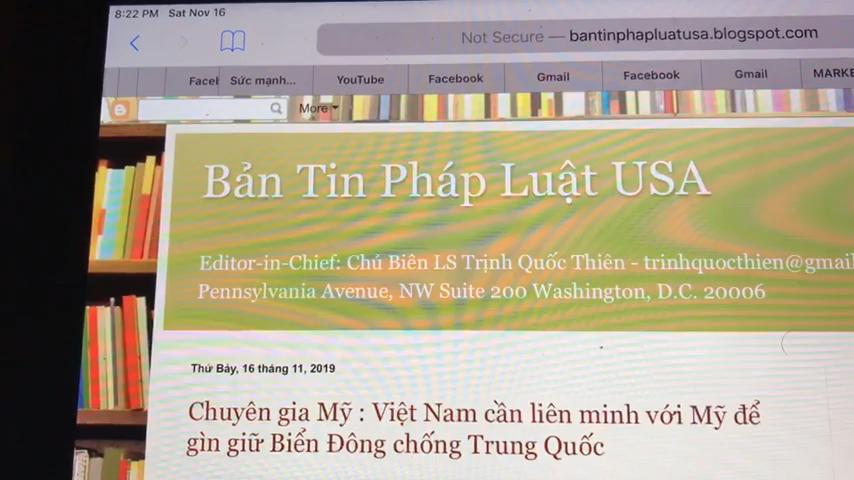 8:22 PM Sat Nov 16
Not Secure — bantinphapluatusa.blogspot.com
Facel Sức mạnh... YouTube Facebook Gmail Facebook Gmail MARKE
More
Bản Tin Pháp Luật USA
Editor-in-Chief: Chủ Biên LS Trịnh Quốc Thiên - trinhquocthien@gmail
Pennsylvania Avenue, NW Suite 200 Washington, D.C. 20006
Thứ Bảy, 16 tháng 11, 2019
Chuyên gia Mỹ : Việt Nam cần liên minh với Mỹ để
gìn giữ Biển Đông chống Trung Quốc